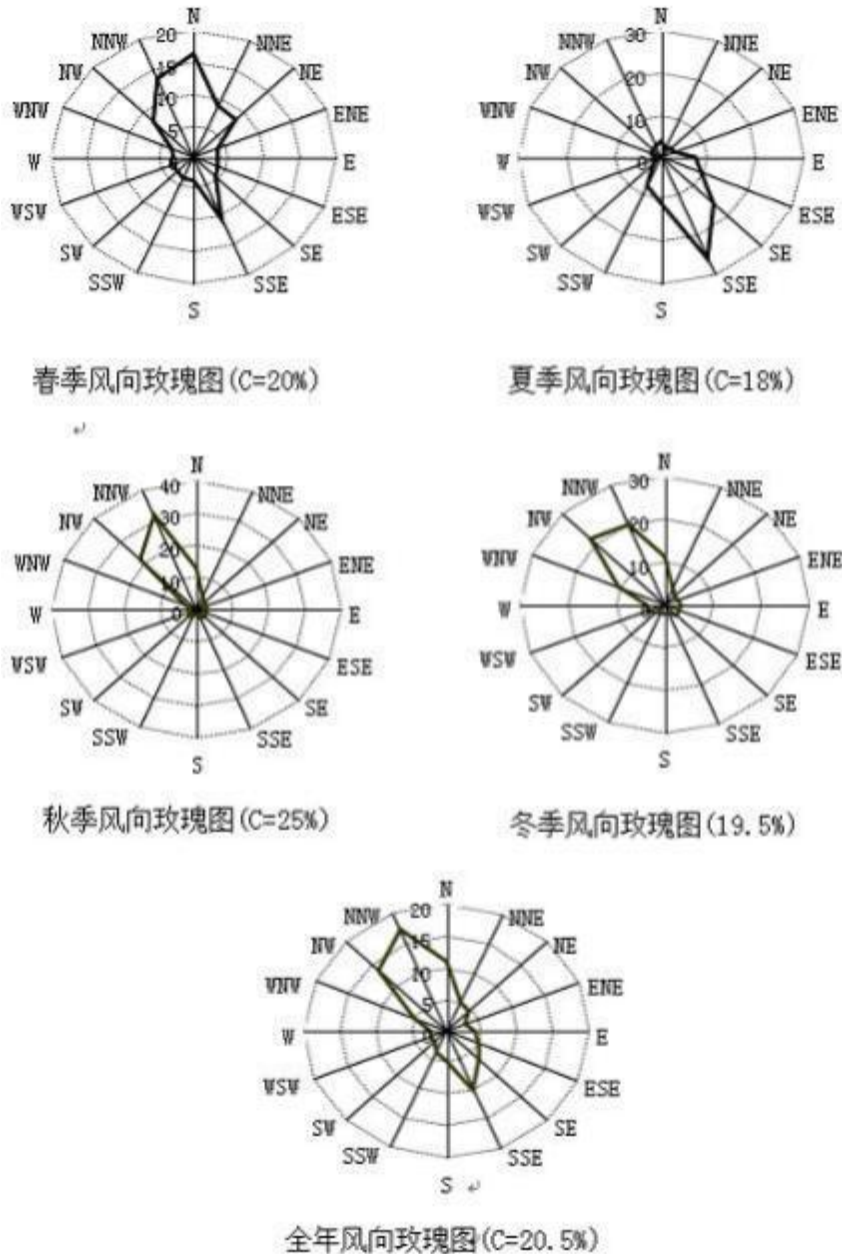 N N
NNW 20 NNE NNW 30 NNE
NW 15 NE NW 20 NE
WNW 10 ENE WNW 10 ENE
5
W E W 0 E
WSW ESE WSW ESE
SW SE SW SE
SSW SSE SSW SSE
S S
春季风向玫瑰图(C=20%) 夏季风向玫瑰图(C=18%)
↵
N N
NNW 40 NNE NNW 30 NNE
NW 30 NE NW 20 NE
WNW 20 ENE WNW 10 ENE
10
W 0 E W E
WSW ESE WSW ESE
SW SE SW SE
SSW SSE SSW SSE
S S
秋季风向玫瑰图(C=25%) 冬季风向玫瑰图(19.5%)
N
NNW 20 NNE
NW 15 NE
WNW 10 ENE
5
W E
WSW ESE
SW SE
SSW SSE
S ↵
全年风向玫瑰图(C=20.5%)